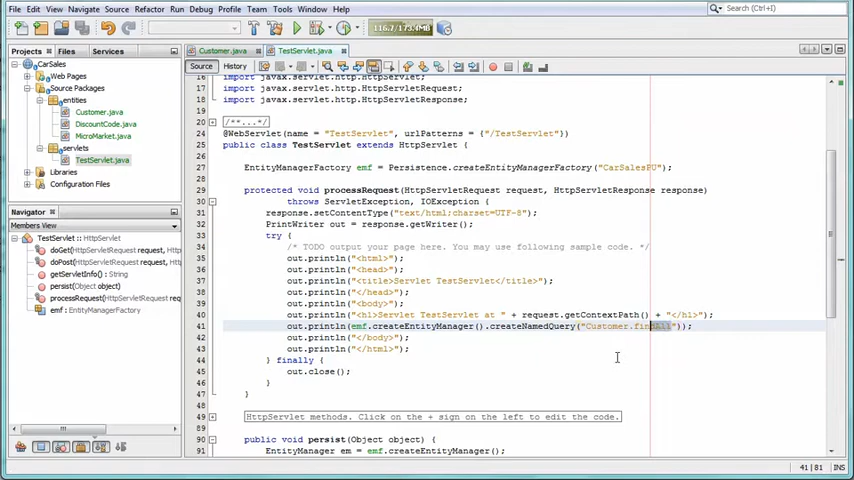 File Edit View Navigate Source Refactor Run Debug Profile Team Tools Window Help
Search (Ctrl+I)
116.7/173.4MB
Projects Files Services
Customer.java TestServlet.java
CarSales
Web Pages
Source Packages
entities
Customer.java
DiscountCode.java
MicroMarket.java
servlets
TestServlet.java
Libraries
Configuration Files
Navigator
Members View
TestServlet :: HttpServlet
doGet(HttpServletRequest request,
doPost(HttpServletRequest request,
getServletInfo() : String
persist(Object object)
processRequest(HttpServletRequest
emf : EntityManagerFactory
Source History
16 import javax.servlet.http.HttpServlet;
17 import javax.servlet.http.HttpServletRequest;
18 import javax.servlet.http.HttpServletResponse;
20 /**...*/
24 @WebServlet(name = "TestServlet", urlPatterns = {"/TestServlet"})
25 public class TestServlet extends HttpServlet {
26
27 EntityManagerFactory emf = Persistence.createEntityManagerFactory("CarSalesPU");
28
29 protected void processRequest(HttpServletRequest request, HttpServletResponse response)
30 throws ServletException, IOException {
31 response.setContentType("text/html;charset=UTF-8");
32 PrintWriter out = response.getWriter();
33 try {
34 /* TODO output your page here. You may use following sample code. */
35 out.println("<html>");
36 out.println("<head>");
37 out.println("<title>Servlet TestServlet</title>");
38 out.println("</head>");
39 out.println("<body>");
40 out.println("<h1>Servlet TestServlet at " + request.getContextPath() + "</h1>");
41 out.println(emf.createEntityManager().createNamedQuery("Customer.findAll"));
42 out.println("</body>");
43 out.println("</html>");
44 } finally {
45 out.close();
46 }
47 }
49 HttpServlet methods. Click on the + sign on the left to edit the code.
90 public void persist(Object object) {
91 EntityManager em = emf.createEntityManager();
41 | 81 INS